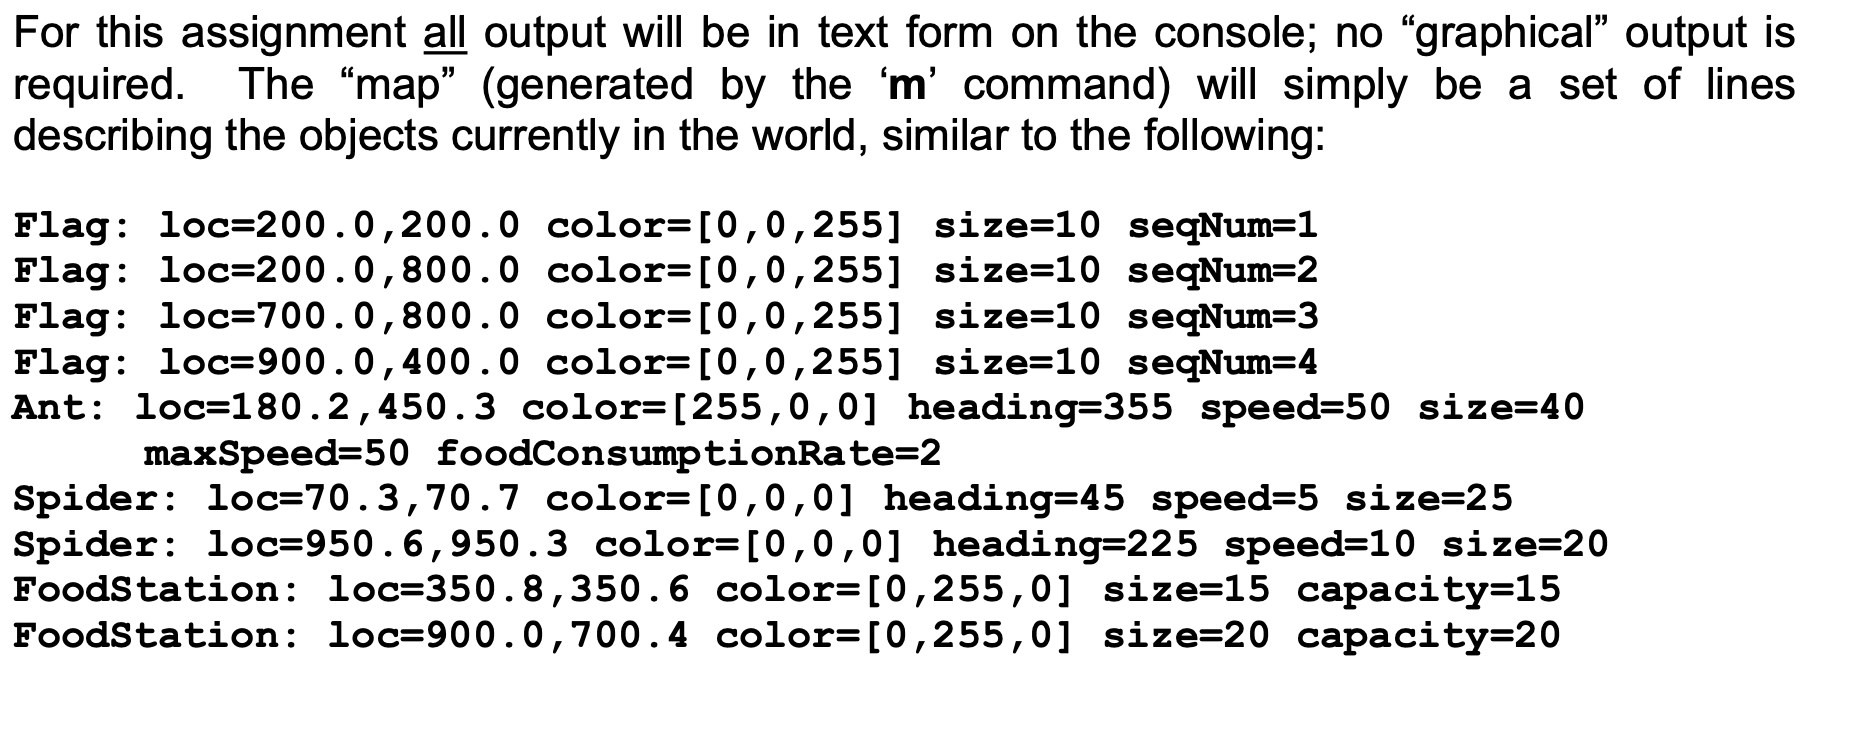 For this assignment all output will be in text form on the console; no “graphical” output is
required. The “map” (generated by the ‘m’ command) will simply be a set of lines
describing the objects currently in the world, similar to the following:
Flag: loc=200.0,200.0 color=[0,0,255] size=10 seqNum=1
Flag: loc=200.0,800.0 color=[0,0,255] size=10 seqNum=2
Flag: loc=700.0,800.0 color=[0,0,255] size=10 seqNum=3
Flag: loc=900.0,400.0 color=[0,0,255] size=10 seqNum=4
Ant: loc=180.2,450.3 color=[255,0,0] heading=355 speed=50 size=40
maxSpeed=50 foodConsumptionRate=2
Spider: loc=70.3,70.7 color=[0,0,0] heading=45 speed=5 size=25
Spider: loc=950.6,950.3 color=[0,0,0] heading=225 speed=10 size=20
FoodStation: loc=350.8,350.6 color=[0,255,0] size=15 capacity=15
FoodStation: loc=900.0,700.4 color=[0,255,0] size=20 capacity=20